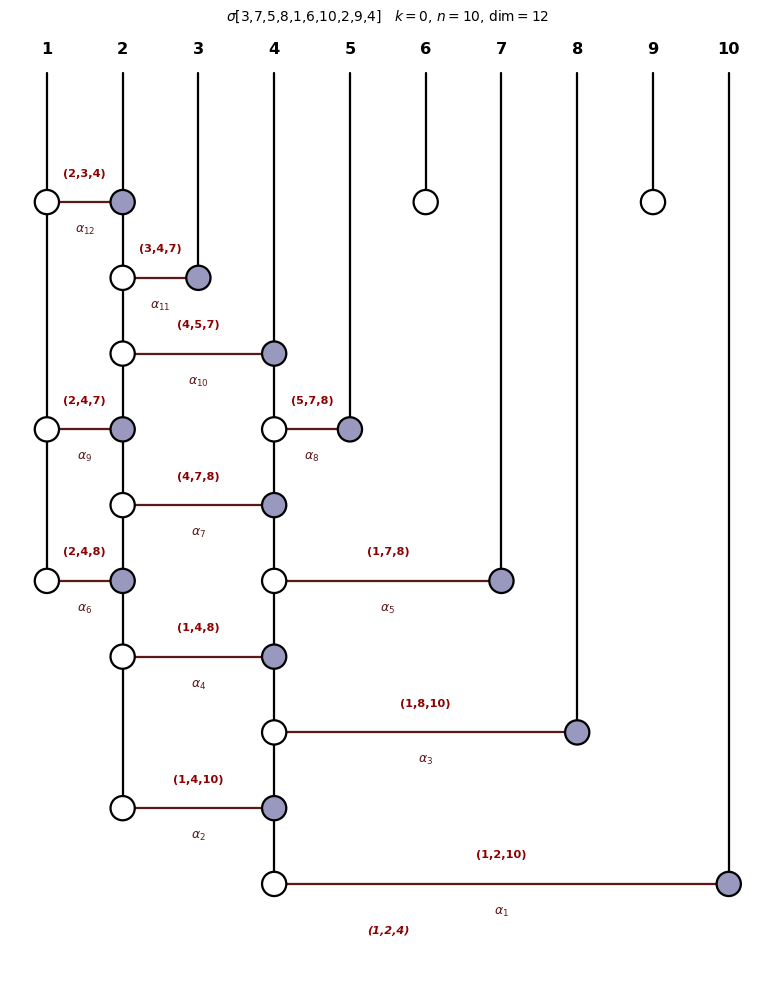 σ[3,7,5,8,1,6,10,2,9,4]   k = 0, n = 10, dim = 12
1 2 3 4 5 6 7 8 9 10
(2,3,4)
α₁₂
(3,4,7)
α₁₁
(4,5,7)
α₁₀
(2,4,7) (5,7,8)
α₉ α₈
(4,7,8)
α₇
(2,4,8) (1,7,8)
α₆ α₅
(1,4,8)
α₄
(1,8,10)
α₃
(1,4,10)
α₂
(1,2,10)
α₁
(1,2,4)